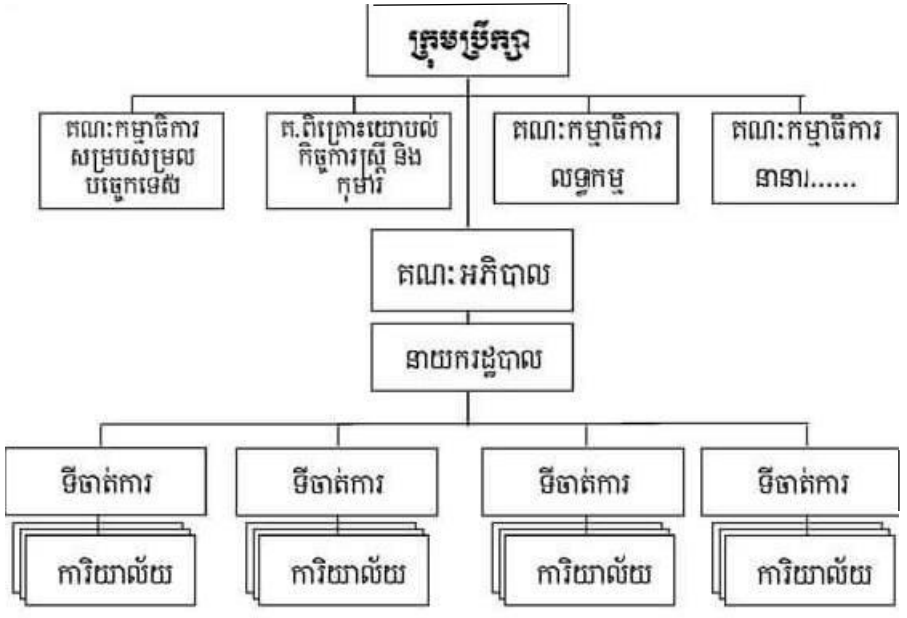 ក្រុមប្រឹក្សា
គណៈកម្មាធិការ
សម្របសម្រួល
បច្ចេកទេស
គ.ពិគ្រោះយោបល់
កិច្ចការស្ត្រី និង
កុមារ
គណៈកម្មាធិការ
លទ្ធកម្ម
គណៈកម្មាធិការ
នានា/......
គណៈអភិបាល
នាយករដ្ឋបាល
ទីចាត់ការ
ទីចាត់ការ
ទីចាត់ការ
ទីចាត់ការ
ការិយាល័យ
ការិយាល័យ
ការិយាល័យ
ការិយាល័យ